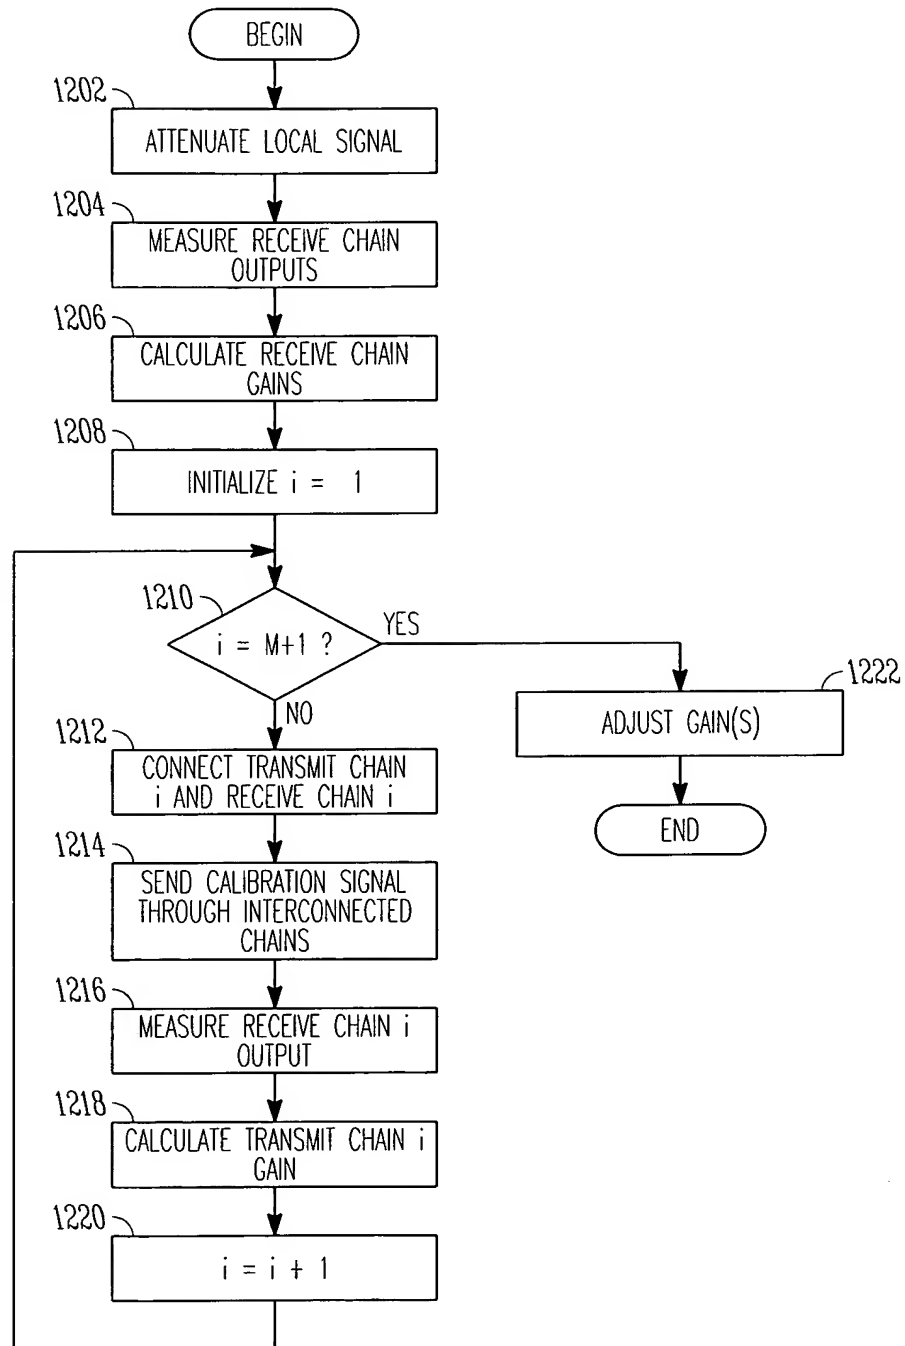 BEGIN
1202
ATTENUATE LOCAL SIGNAL
1204
MEASURE RECEIVE CHAIN
OUTPUTS
1206
CALCULATE RECEIVE CHAIN
GAINS
1208
INITIALIZE i = 1
1210
i = M+1 ?
YES
NO
1222
ADJUST GAIN(S)
END
1212
CONNECT TRANSMIT CHAIN
i AND RECEIVE CHAIN i
1214
SEND CALIBRATION SIGNAL
THROUGH INTERCONNECTED
CHAINS
1216
MEASURE RECEIVE CHAIN i
OUTPUT
1218
CALCULATE TRANSMIT CHAIN i
GAIN
1220
i = i + 1